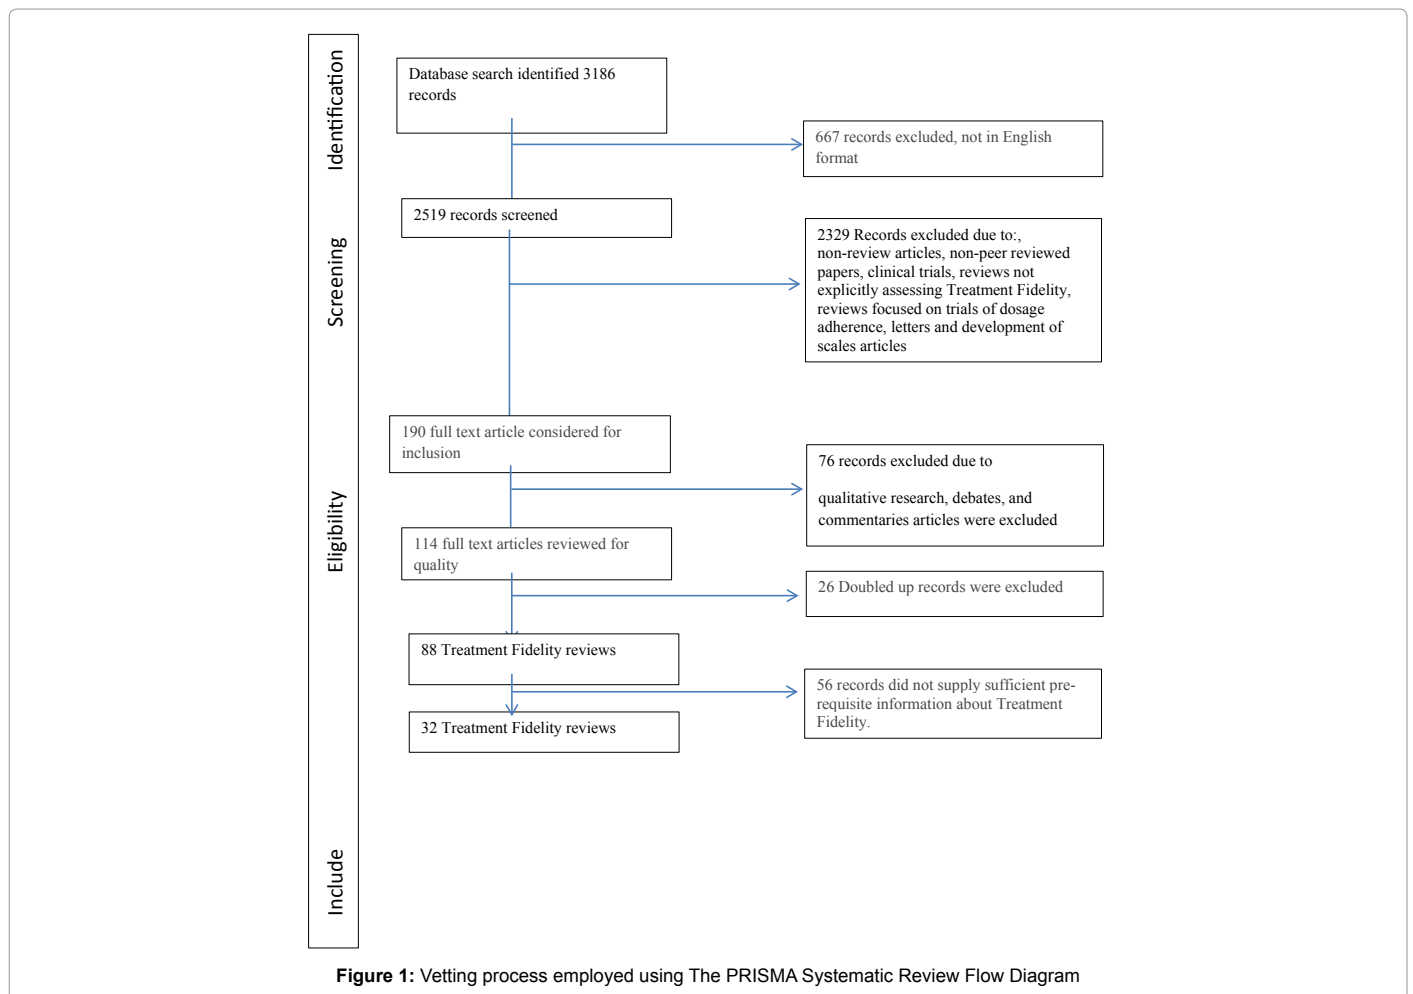 Identification
Database search identified 3186
records
667 records excluded, not in English
format
Screening
2519 records screened
2329 Records excluded due to:,
non-review articles, non-peer reviewed
papers, clinical trials, reviews not
explicitly assessing Treatment Fidelity,
reviews focused on trials of dosage
adherence, letters and development of
scales articles
Eligibility
190 full text article considered for
inclusion
76 records excluded due to
qualitative research, debates, and
commentaries articles were excluded
114 full text articles reviewed for
quality
26 Doubled up records were excluded
88 Treatment Fidelity reviews
56 records did not supply sufficient pre-
requisite information about Treatment
Fidelity.
32 Treatment Fidelity reviews
Include
Figure 1: Vetting process employed using The PRISMA Systematic Review Flow Diagram